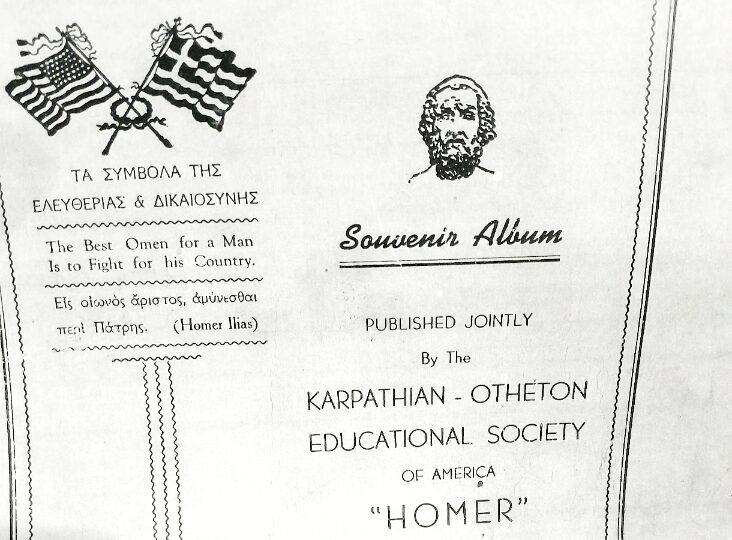 ΤΑ ΣΥΜΒΟΛΑ ΤΗΣ
ΕΛΕΥΘΕΡΙΑΣ & ΔΙΚΑΙΟΣΥΝΗΣ
The Best Omen for a Man
Is to Fight for his Country.
Εἷς οἰωνὸς ἄριστος, ἀμύνεσθαι
περὶ Πάτρης. (Homer Ilias)
Souvenir Album
PUBLISHED JOINTLY
By The
KARPATHIAN - OTHETON
EDUCATIONAL SOCIETY
OF AMERICA
"HOMER"